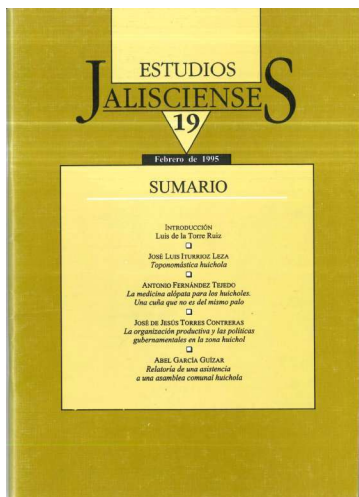 ESTUDIOS
JALISCIENSES
19
Febrero de 1995
SUMARIO
INTRODUCCIÓN
Luis de la Torre Ruiz
JOSÉ LUIS ITURRIOZ LEZA
Toponomástica huichola
ANTONIO FERNÁNDEZ TEJEDO
La medicina alópata para los huicholes.
Una cuña que no es del mismo palo
JOSÉ DE JESÚS TORRES CONTRERAS
La organización productiva y las políticas
gubernamentales en la zona huichol
ABEL GARCÍA GUÍZAR
Relatoría de una asistencia
a una asamblea comunal huichola